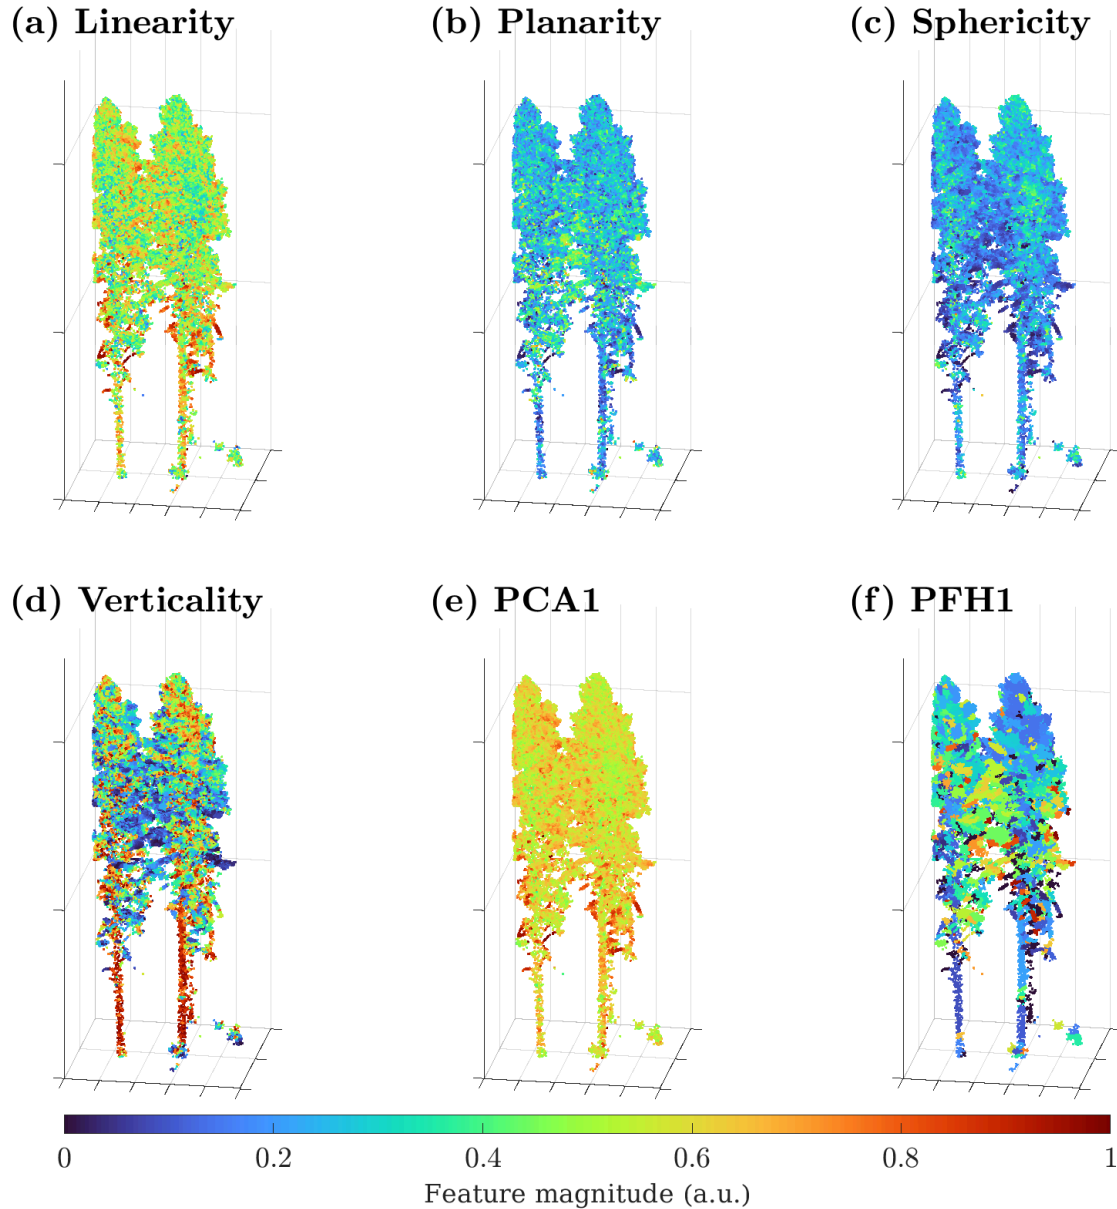 (a) Linearity
(b) Planarity
(c) Sphericity
(d) Verticality
(e) PCA1
(f) PFH1
0 0.2 0.4 0.6 0.8 1
Feature magnitude (a.u.)